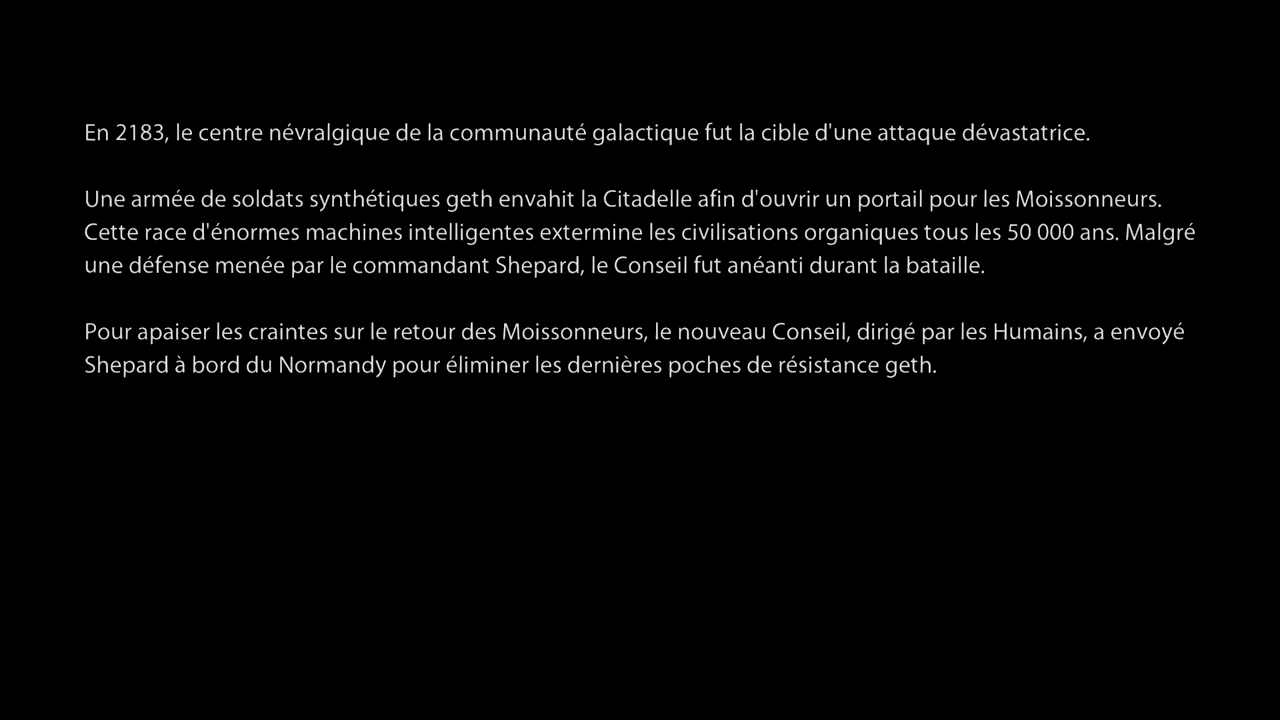 En 2183, le centre névralgique de la communauté galactique fut la cible d'une attaque dévastatrice.
Une armée de soldats synthétiques geth envahit la Citadelle afin d'ouvrir un portail pour les Moissonneurs.
Cette race d'énormes machines intelligentes extermine les civilisations organiques tous les 50 000 ans. Malgré
une défense menée par le commandant Shepard, le Conseil fut anéanti durant la bataille.
Pour apaiser les craintes sur le retour des Moissonneurs, le nouveau Conseil, dirigé par les Humains, a envoyé
Shepard à bord du Normandy pour éliminer les dernières poches de résistance geth.